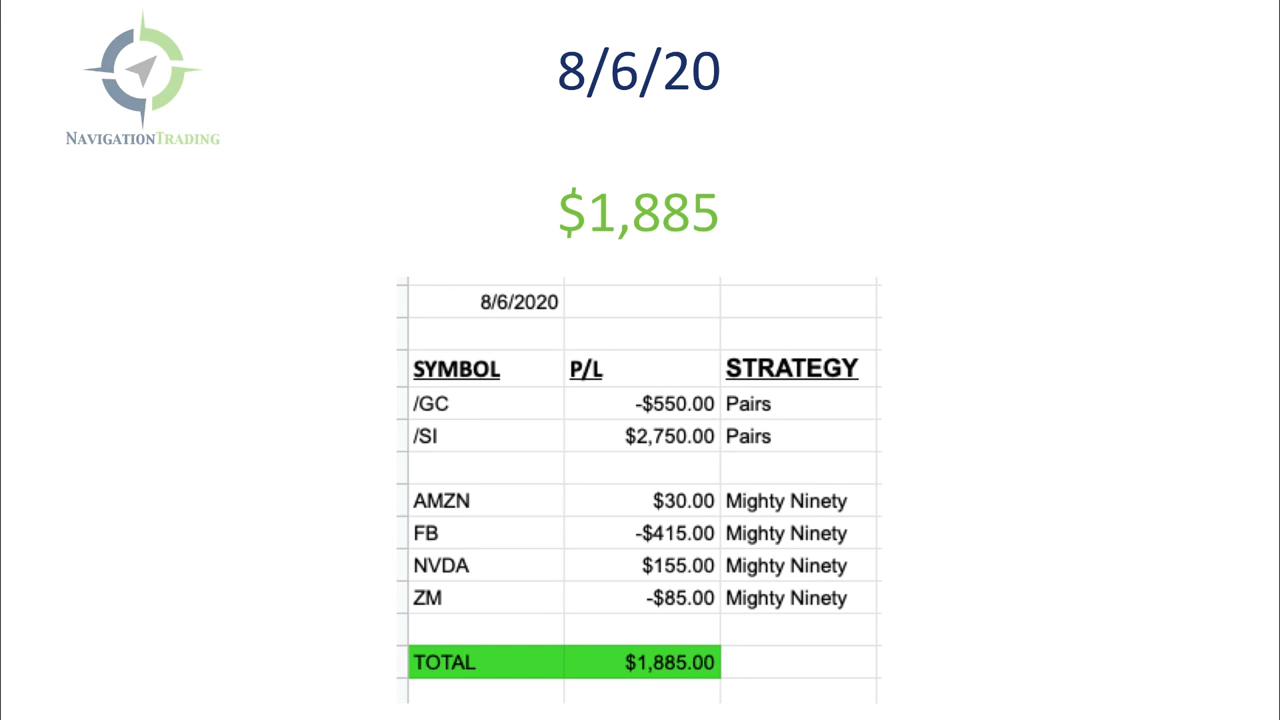 NAVIGATIONTRADING
8/6/20
$1,885
8/6/2020
SYMBOL P/L STRATEGY
/GC -$550.00 Pairs
/SI $2,750.00 Pairs
AMZN $30.00 Mighty Ninety
FB -$415.00 Mighty Ninety
NVDA $155.00 Mighty Ninety
ZM -$85.00 Mighty Ninety
TOTAL $1,885.00